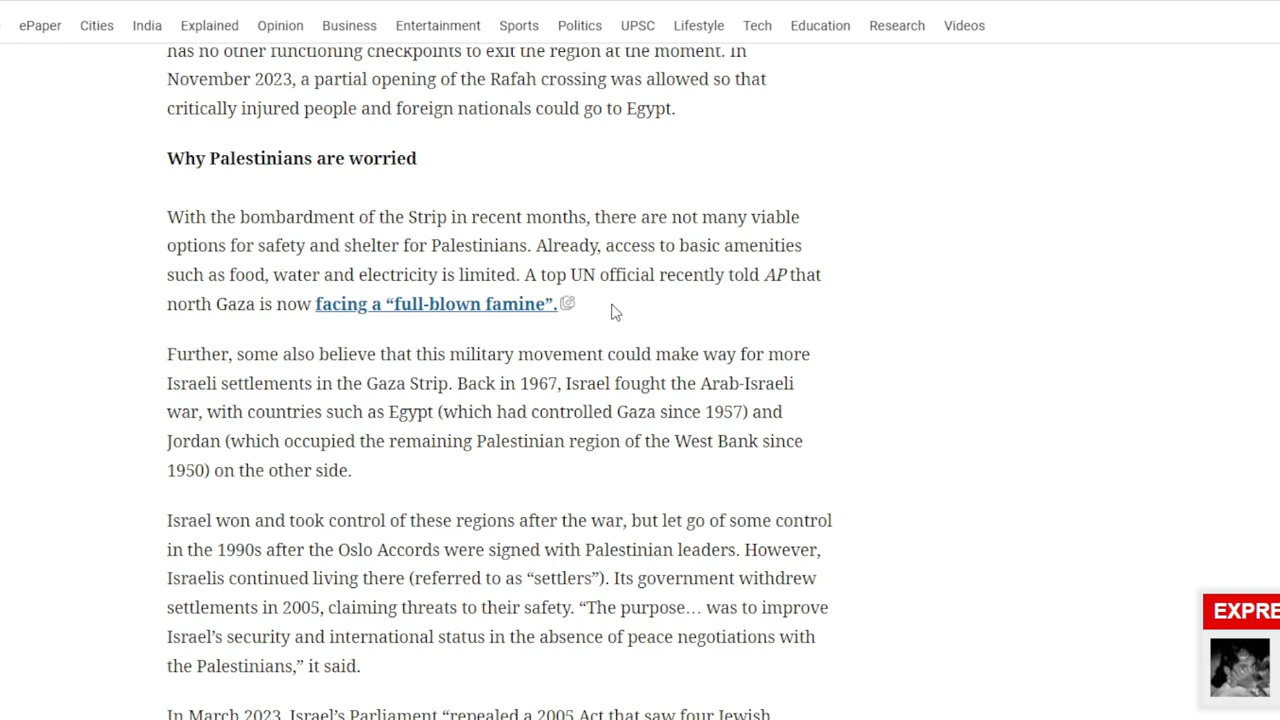 ePaper Cities India Explained Opinion Business Entertainment Sports Politics UPSC Lifestyle Tech Education Research Videos
has no other functioning checkpoints to exit the region at the moment. In
November 2023, a partial opening of the Rafah crossing was allowed so that
critically injured people and foreign nationals could go to Egypt.
Why Palestinians are worried
With the bombardment of the Strip in recent months, there are not many viable
options for safety and shelter for Palestinians. Already, access to basic amenities
such as food, water and electricity is limited. A top UN official recently told AP that
north Gaza is now facing a “full-blown famine”.
Further, some also believe that this military movement could make way for more
Israeli settlements in the Gaza Strip. Back in 1967, Israel fought the Arab-Israeli
war, with countries such as Egypt (which had controlled Gaza since 1957) and
Jordan (which occupied the remaining Palestinian region of the West Bank since
1950) on the other side.
Israel won and took control of these regions after the war, but let go of some control
in the 1990s after the Oslo Accords were signed with Palestinian leaders. However,
Israelis continued living there (referred to as “settlers”). Its government withdrew
settlements in 2005, claiming threats to their safety. “The purpose… was to improve
Israel’s security and international status in the absence of peace negotiations with
the Palestinians,” it said.
In March 2023, Israel’s Parliament “repealed a 2005 Act that saw four Jewish
EXPRE